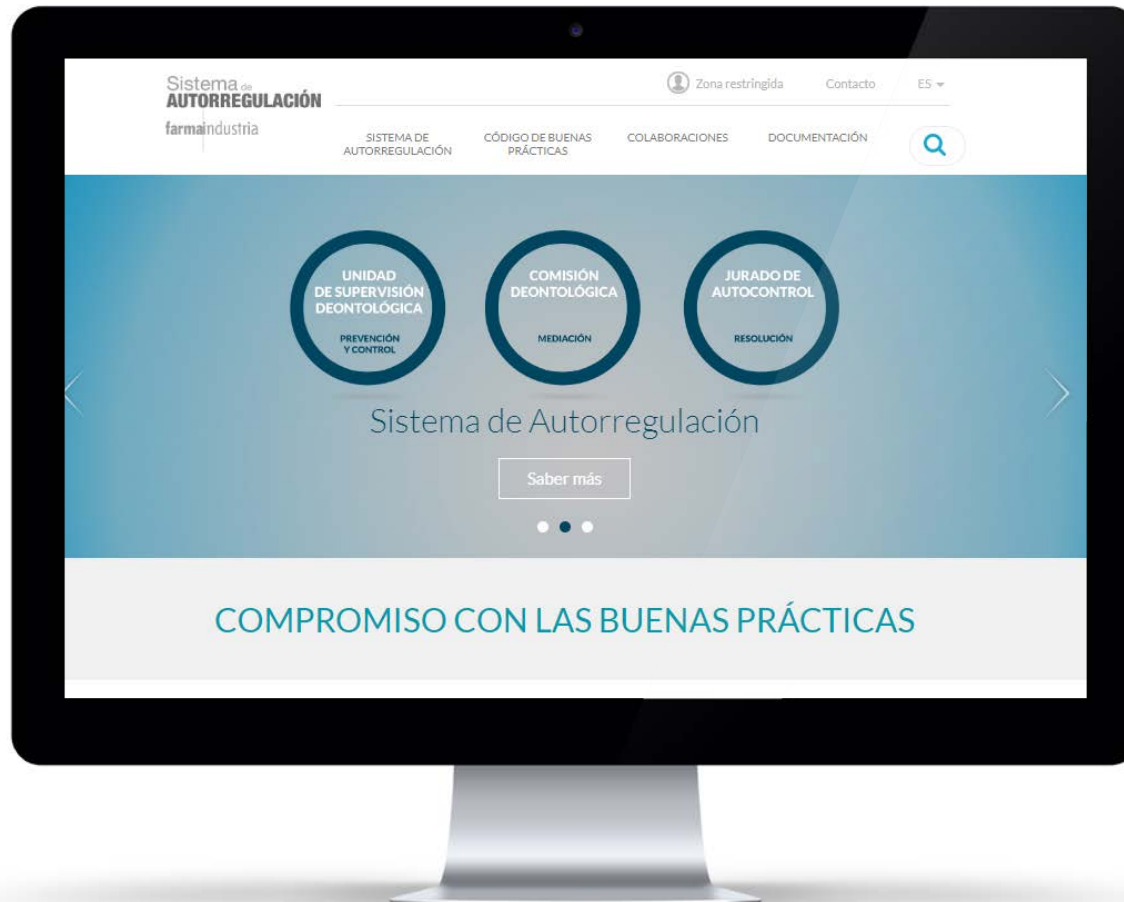 Sistema de
AUTORREGULACIÓN
farmaindustria
Zona restringida
Contacto
ES
SISTEMA DE
AUTORREGULACIÓN
CÓDIGO DE BUENAS
PRÁCTICAS
COLABORACIONES
DOCUMENTACIÓN
UNIDAD
DE SUPERVISIÓN
DEONTOLÓGICA
PREVENCIÓN
Y CONTROL
COMISIÓN
DEONTOLÓGICA
MEDIACIÓN
JURADO DE
AUTOCONTROL
RESOLUCIÓN
Sistema de Autorregulación
Saber más
COMPROMISO CON LAS BUENAS PRÁCTICAS